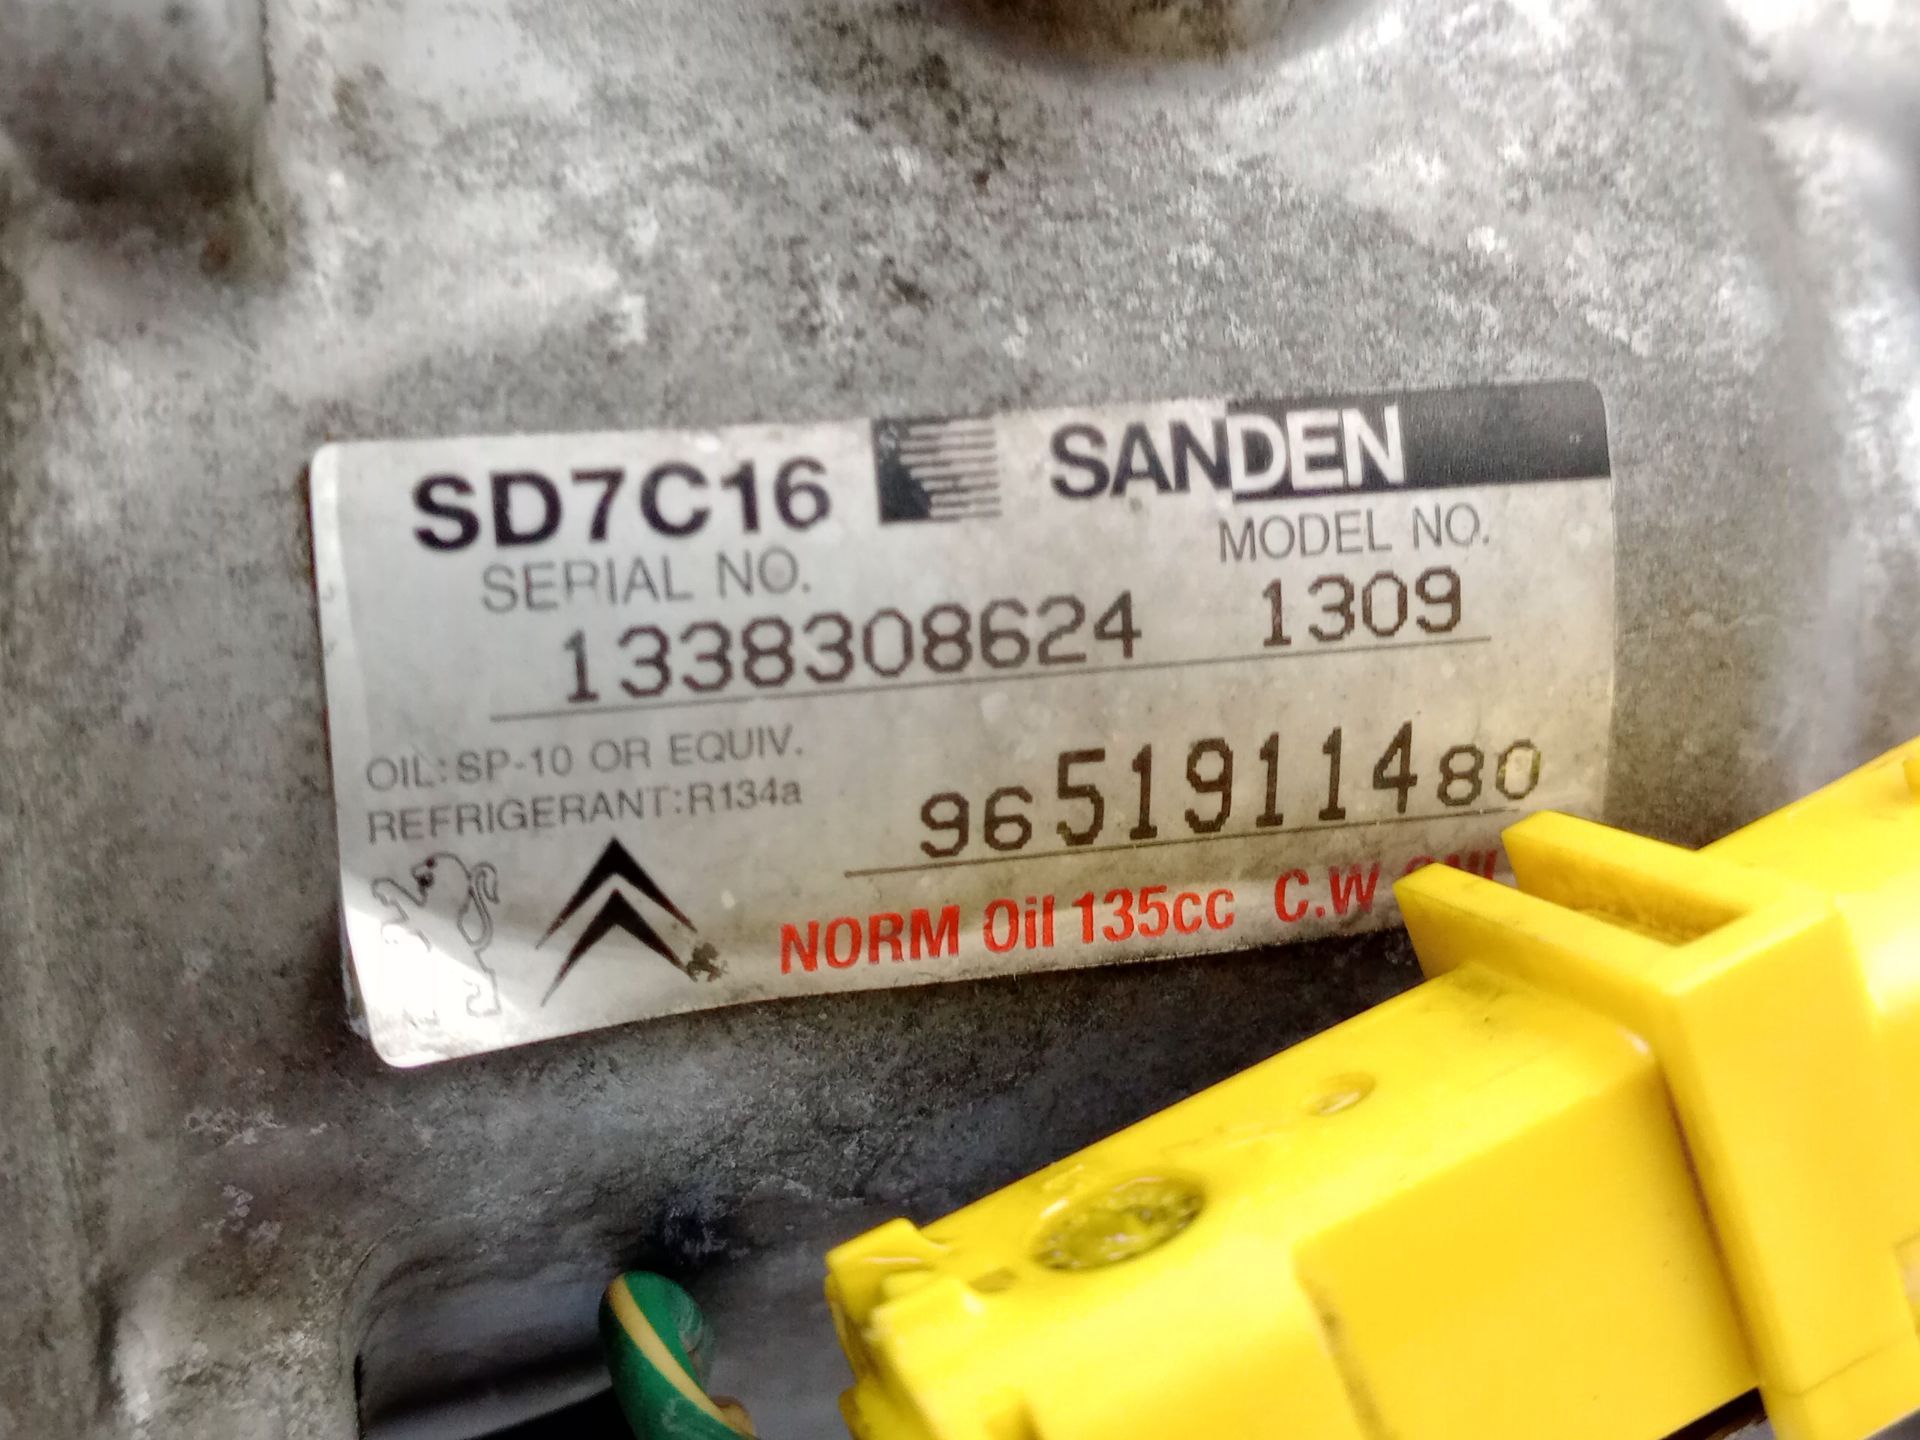 SD7C16 SANDEN
SERIAL NO. MODEL NO.
1338308624 1309
OIL:SP-10 OR EQUIV.
REFRIGERANT:R134a
9651911480
NORM Oil 135cc C.W